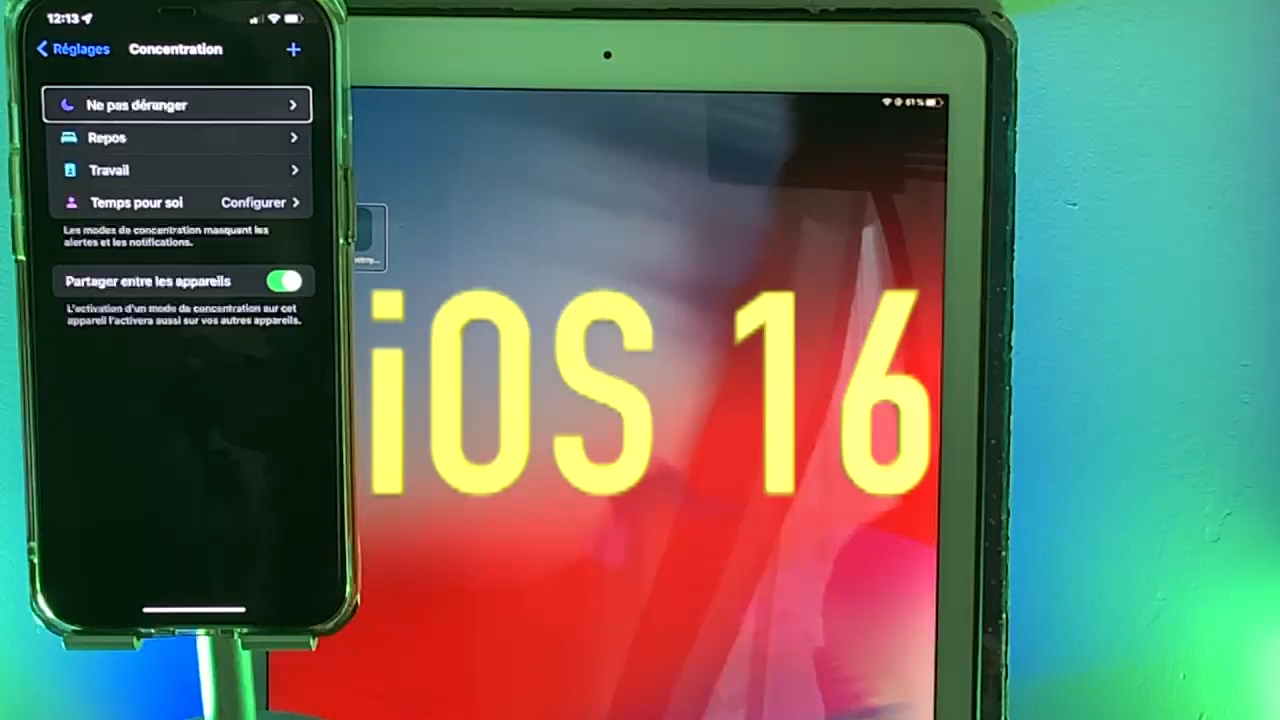 12:13
Réglages
Concentration
Ne pas déranger
Repos
Travail
Temps pour soi
Configurer
Les modes de concentration masquent les
alertes et les notifications.
Partager entre les appareils
L'activation d'un mode de concentration sur cet
appareil l'activera aussi sur vos autres appareils.
61 %
iOS 16